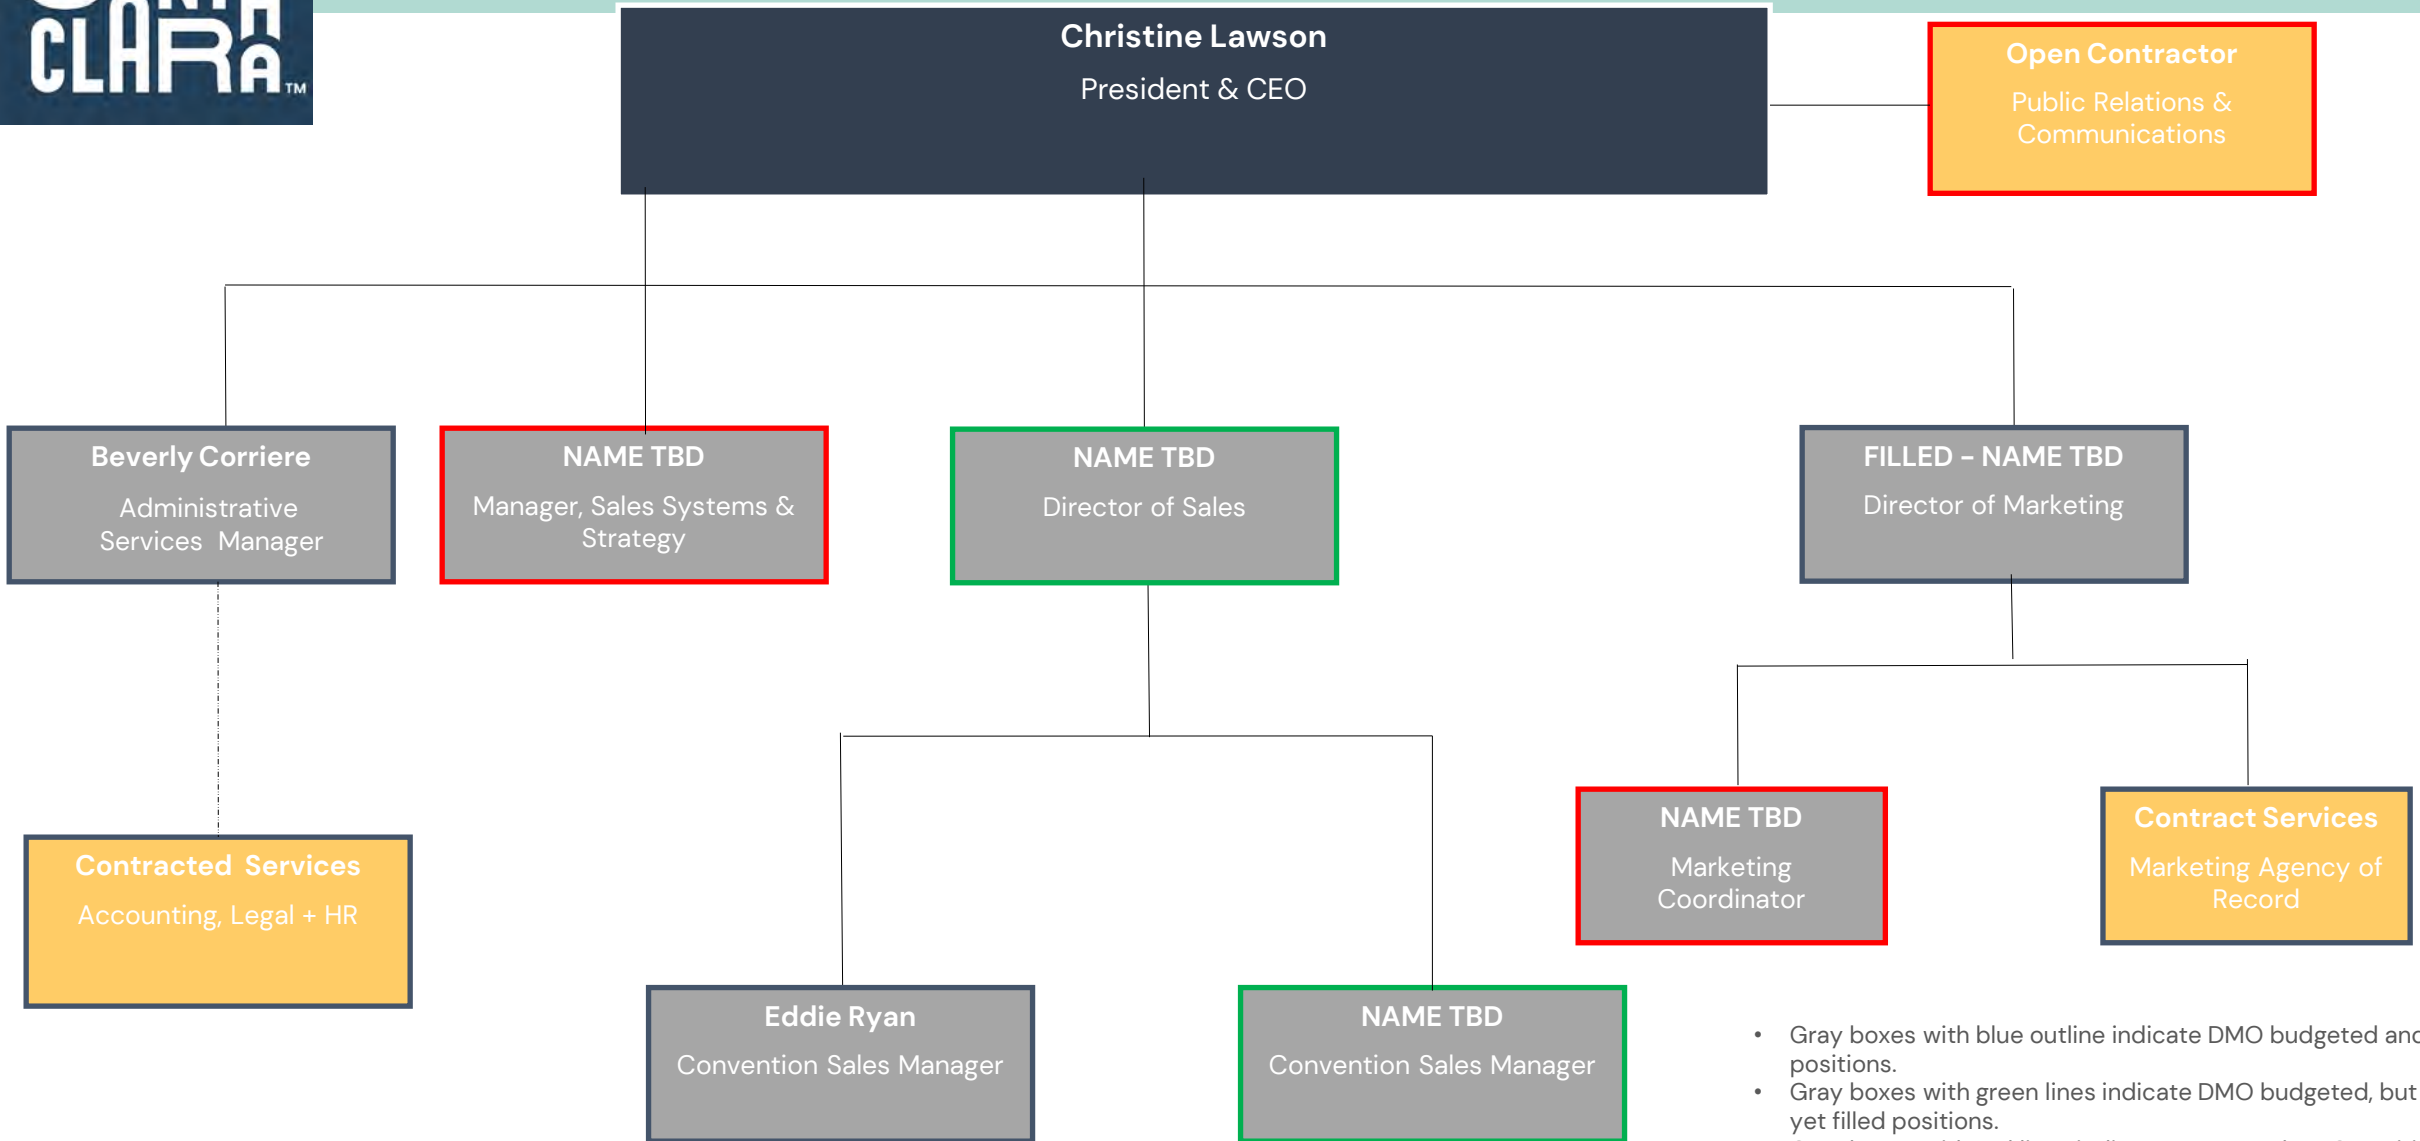 CLARA™
Christine Lawson
President & CEO
Open Contractor
Public Relations &
Communications
Beverly Corriere
Administrative
Services Manager
NAME TBD
Manager, Sales Systems &
Strategy
NAME TBD
Director of Sales
FILLED - NAME TBD
Director of Marketing
Contracted Services
Accounting, Legal + HR
NAME TBD
Marketing
Coordinator
Contract Services
Marketing Agency of
Record
Eddie Ryan
Convention Sales Manager
NAME TBD
Convention Sales Manager
• Gray boxes with blue outline indicate DMO budgeted and
positions.
• Gray boxes with green lines indicate DMO budgeted, but
yet filled positions.